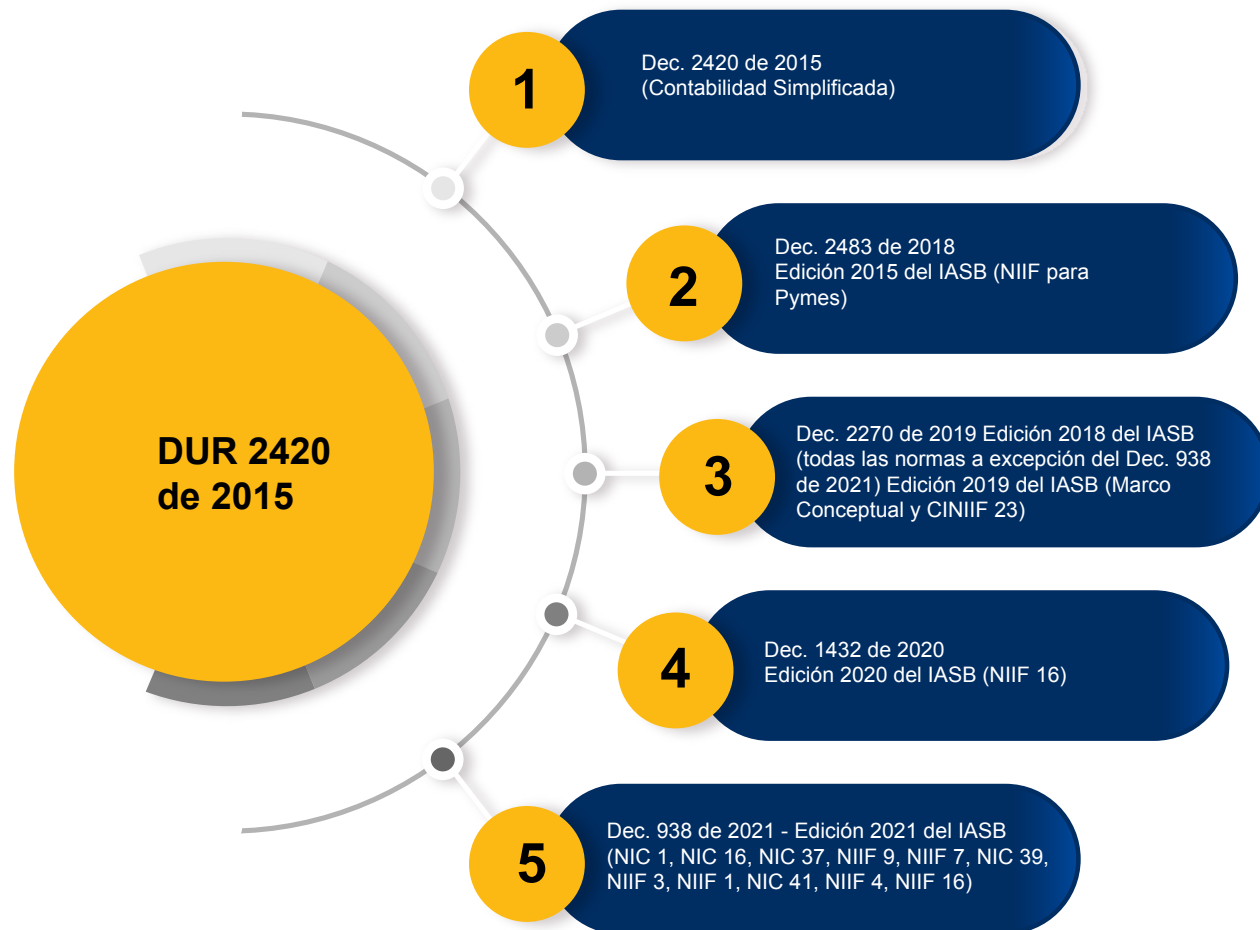 1
Dec. 2420 de 2015
(Contabilidad Simplificada)
2
Dec. 2483 de 2018
Edición 2015 del IASB (NIIF para
Pymes)
DUR 2420
de 2015
3
Dec. 2270 de 2019 Edición 2018 del IASB
(todas las normas a excepción del Dec. 938
de 2021) Edición 2019 del IASB (Marco
Conceptual y CINIIF 23)
4
Dec. 1432 de 2020
Edición 2020 del IASB (NIIF 16)
5
Dec. 938 de 2021 - Edición 2021 del IASB
(NIC 1, NIC 16, NIC 37, NIIF 9, NIIF 7, NIC 39,
NIIF 3, NIIF 1, NIC 41, NIIF 4, NIIF 16)